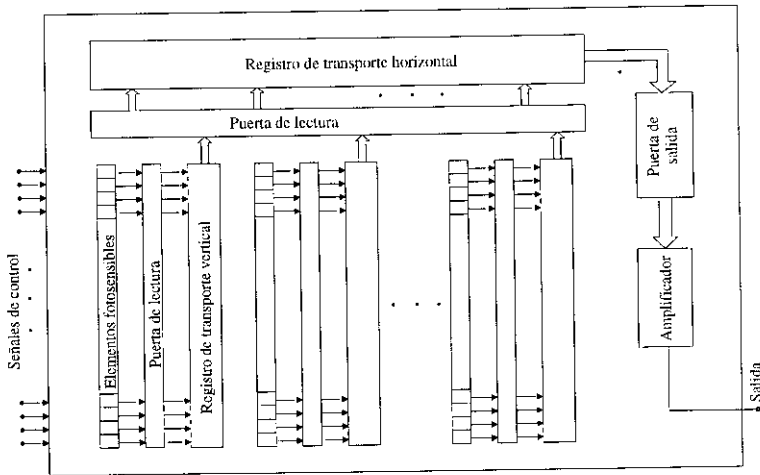 Registro de transporte horizontal
Puerta de lectura
Puerta de
salida
Amplificador
Salida
Señales de control
Elementos fotosensibles
Puerta de lectura
Registro de transporte vertical